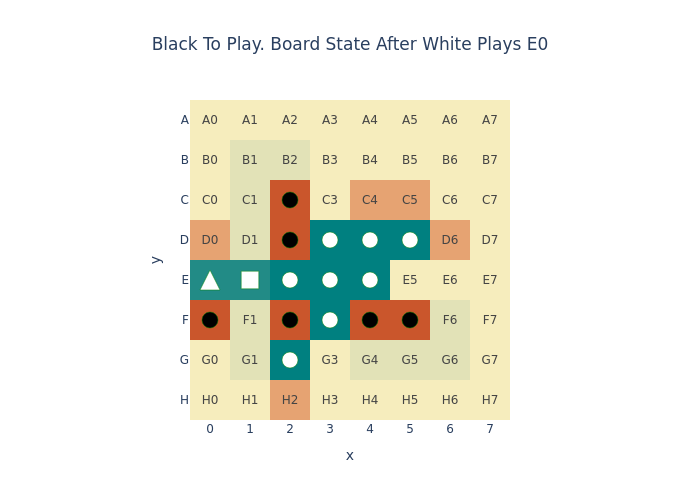 Black To Play. Board State After White Plays E0
A A0 A1 A2 A3 A4 A5 A6 A7
B B0 B1 B2 B3 B4 B5 B6 B7
C C0 C1 C3 C4 C5 C6 C7
D D0 D1 D6 D7
y
E E5 E6 E7
F F1 F6 F7
G G0 G1 G3 G4 G5 G6 G7
H H0 H1 H2 H3 H4 H5 H6 H7
0 1 2 3 4 5 6 7
x